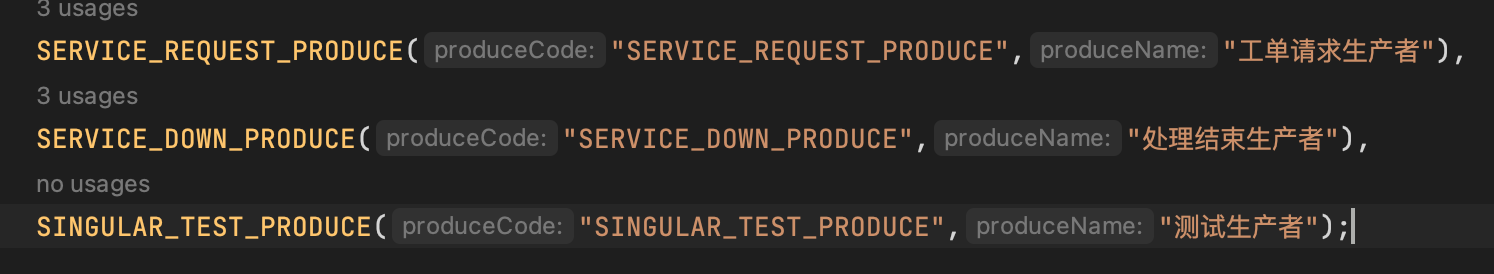 3 usages
SERVICE_REQUEST_PRODUCE( produceCode: "SERVICE_REQUEST_PRODUCE", produceName: "工单请求生产者"),
3 usages
SERVICE_DOWN_PRODUCE( produceCode: "SERVICE_DOWN_PRODUCE", produceName: "处理结束生产者"),
no usages
SINGULAR_TEST_PRODUCE( produceCode: "SINGULAR_TEST_PRODUCE", produceName: "测试生产者");